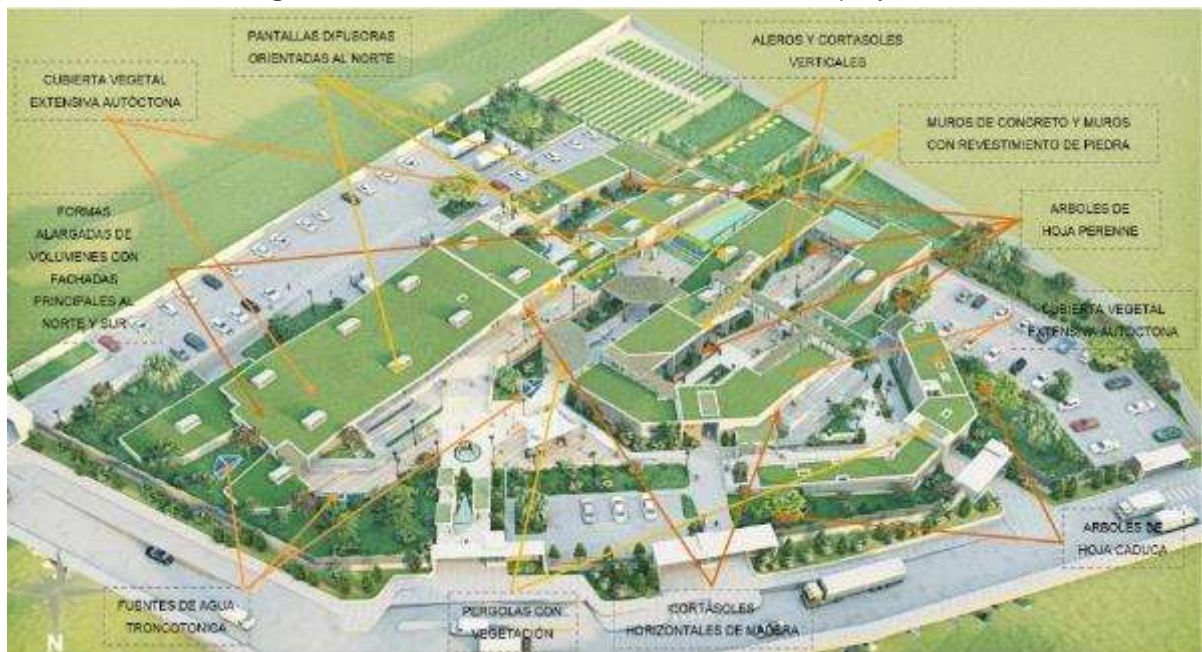 PANTALLAS DIFUSORAS
ORIENTADAS AL NORTE
ALEROS Y CORTASOLES
VERTICALES
CUBIERTA VEGETAL
EXTENSIVA AUTÓCTONA
MUROS DE CONCRETO Y MUROS
CON REVESTIMIENTO DE PIEDRA
FORMAS
ALARGADAS DE
VOLUMENES CON
FACHADAS
PRINCIPALES AL
NORTE Y SUR
ARBOLES DE
HOJA PERENNE
CUBIERTA VEGETAL
EXTENSIVA AUTÓCTONA
ARBOLES DE
HOJA CADUCA
FUENTES DE AGUA
TRONCOTONICA
PERGOLAS CON
VEGETACIÓN
CORTASOLES
HORIZONTALES DE MADERA
N